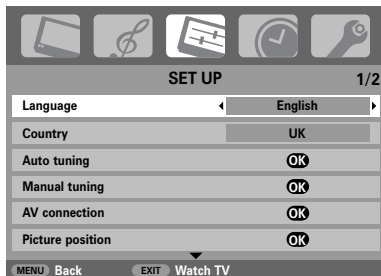 SET UP 1/2
Language English
Country UK
Auto tuning OK
Manual tuning OK
AV connection OK
Picture position OK
MENU Back EXIT Watch TV